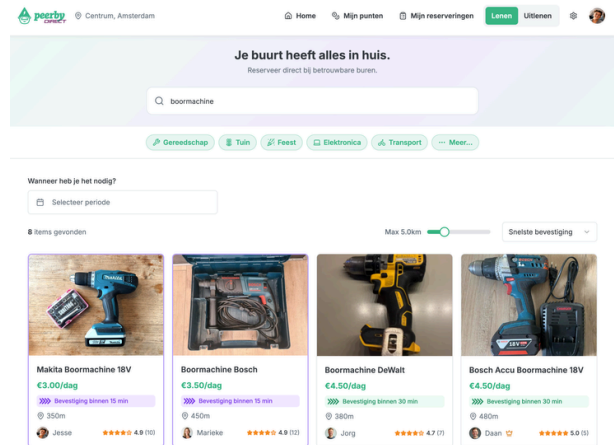 peerby
DIRECT
Centrum, Amsterdam
Home
Mijn punten
Mijn reserveringen
Lenen
Uitlenen
Je buurt heeft alles in huis.
Reserveer direct bij betrouwbare buren.
boormachine
Gereedschap
Tuin
Feest
Elektronica
Transport
Meer...
Wanneer heb je het nodig?
Selecteer periode
8 items gevonden
Max 5.0km
Snelste bevestiging
Makita Boormachine 18V
€3.00/dag
Bevestiging binnen 15 min
350m
Jesse
4.9 (10)
Boormachine Bosch
€3.50/dag
Bevestiging binnen 15 min
450m
Marieke
4.9 (12)
Boormachine DeWalt
€4.50/dag
Bevestiging binnen 30 min
380m
Jorg
4.7 (7)
Bosch Accu Boormachine 18V
€4.50/dag
Bevestiging binnen 30 min
480m
Daan
5.0 (5)